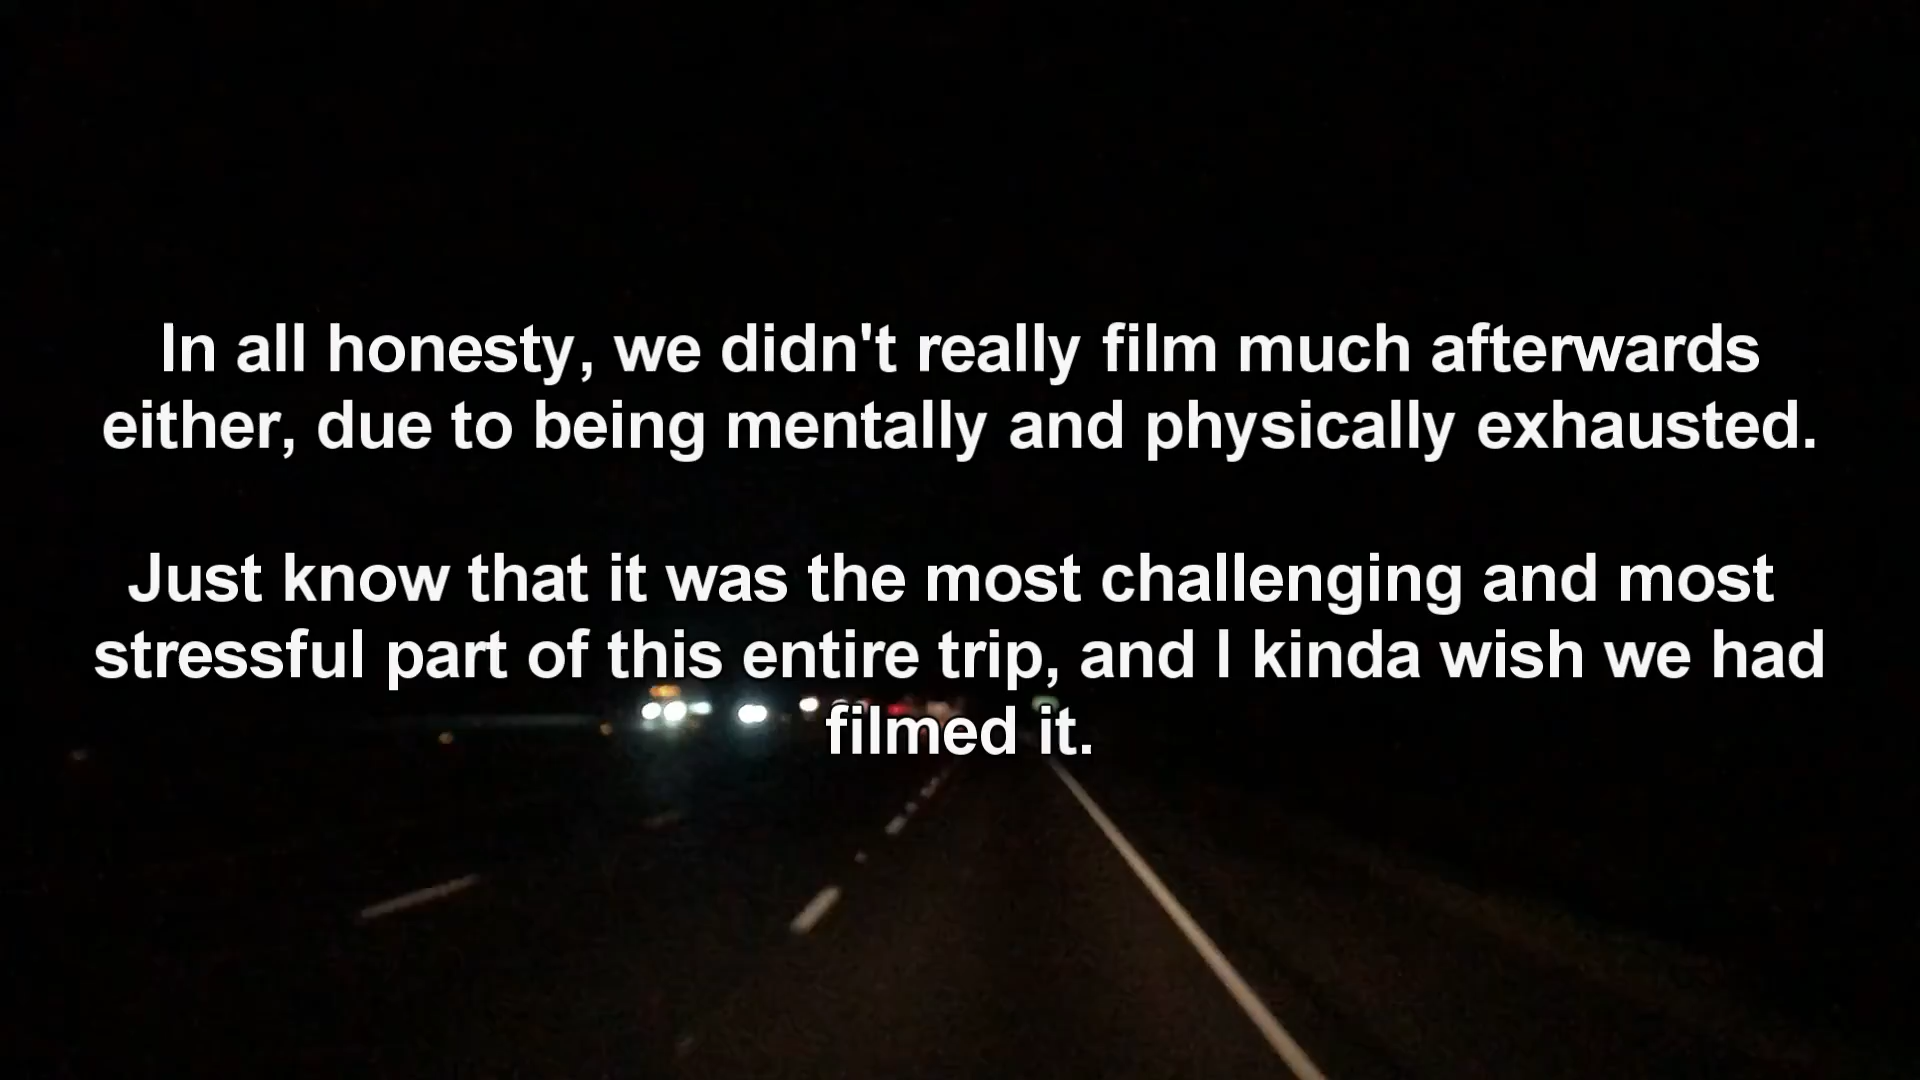 In all honesty, we didn't really film much afterwards
either, due to being mentally and physically exhausted.
Just know that it was the most challenging and most
stressful part of this entire trip, and I kinda wish we had
filmed it.